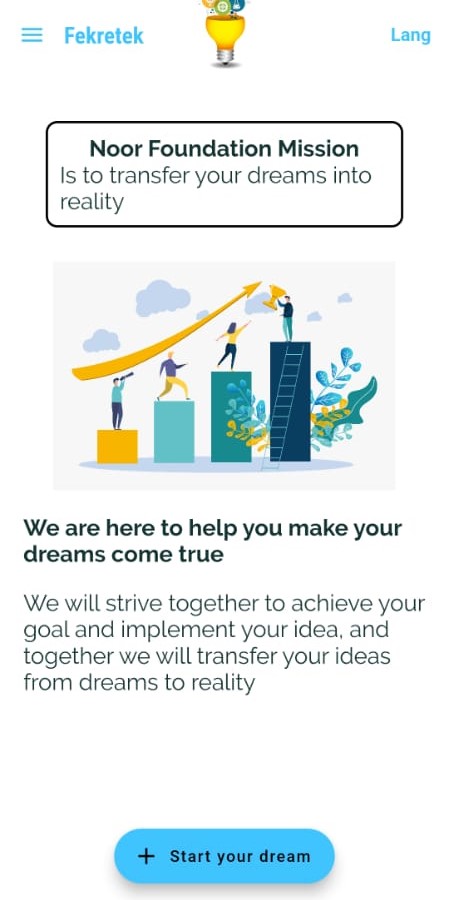 Fekretek
Lang
Noor Foundation Mission
Is to transfer your dreams into
reality
We are here to help you make your
dreams come true
We will strive together to achieve your
goal and implement your idea, and
together we will transfer your ideas
from dreams to reality
+ Start your dream